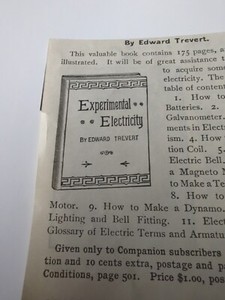 By Edward Trevert.
This valuable book contains 175 pages, a
illustrated. It will be of great assistance t
to acquire some
electricity. The
table of content
1. How to
Batteries. 2.
Galvanometer.
ments in Elect
ism. 4. How
tion Coil. 5.
Electric Bell.
a Magneto M
to Make a Te
8. How to
Experimental
Electricity
BY EDWARD TREVERT
Motor. 9. How to Make a Dynamo.
Lighting and Bell Fitting. 11. Elect
Glossary of Electric Terms and Armatu
Given only to Companion subscribers
tion and 10 cents extra, postage and p
Conditions, page 501. Price $1.00, pos